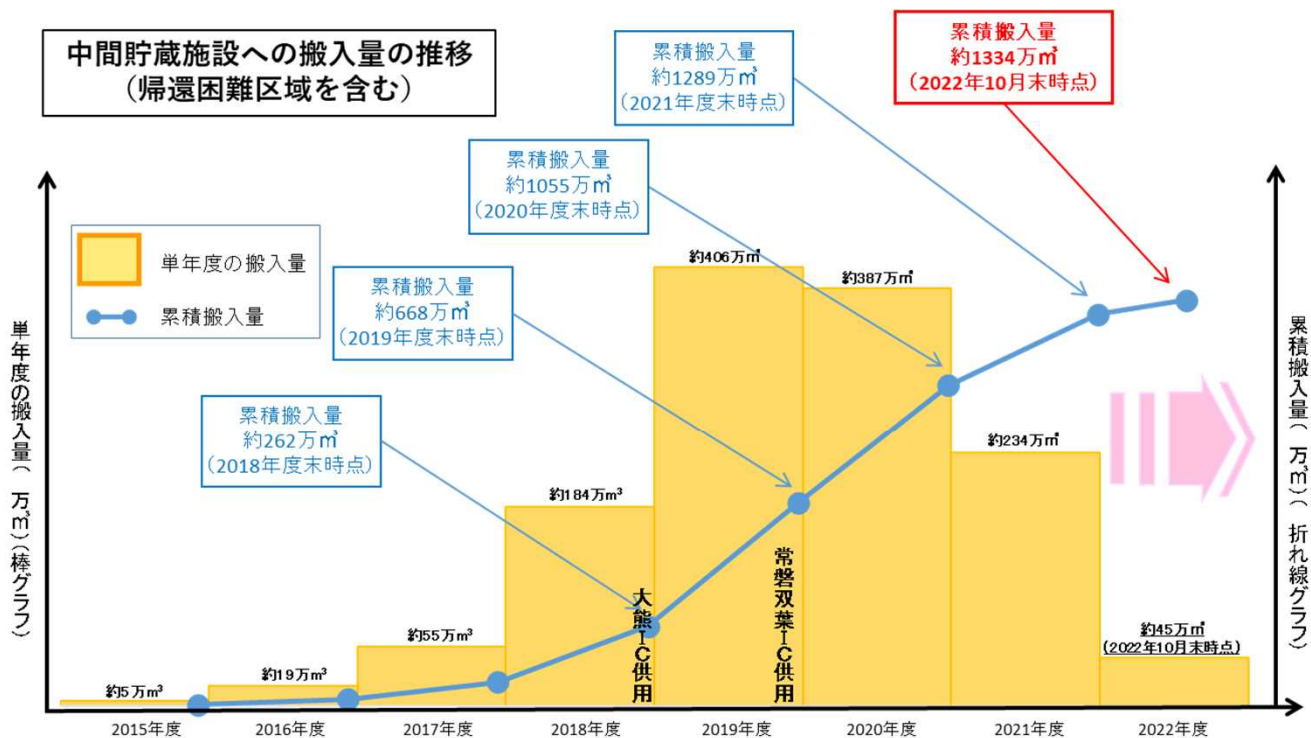 中間貯蔵施設への搬入量の推移
(帰還困難区域を含む)
累積搬入量
約1289万㎥
(2021年度末時点)
累積搬入量
約1334万㎥
(2022年10月末時点)
累積搬入量
約1055万㎥
(2020年度末時点)
単年度の搬入量
累積搬入量
累積搬入量
約668万㎥
(2019年度末時点)
累積搬入量
約262万㎥
(2018年度末時点)
単年度の搬入量( 万㎥)(棒グラフ)
累積搬入量( 万㎥)( 折れ線グラフ)
約5万m³
約19万m³
約55万m³
約184万m³
約406万㎥
約387万㎥
約234万㎥
約45万㎥
(2022年10月末時点)
大熊IC供用
常磐双葉IC供用
2015年度
2016年度
2017年度
2018年度
2019年度
2020年度
2021年度
2022年度